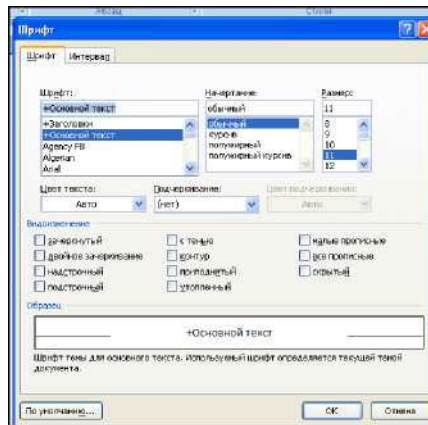 Абзац Стили
Шрифт
Шрифт Интервал
Шрифт: Начертание: Размер:
+Основной текст обычный 11
+Заголовки обычный 8
+Основной текст курсив 9
Agency FB полужирный 10
Algerian полужирный курсив 11
Arial 12
Цвет текста: Подчеркивание: Цвет подчеркивания:
Авто (нет) Авто
Видоизменение
зачеркнутый с тенью малые прописные
двойное зачеркивание контур все прописные
надстрочный приподнятый скрытый
подстрочный утопленный
Образец
+Основной текст
Шрифт темы для основного текста. Используемый шрифт определяется текущей темой
документа.
По умолчанию... ОК Отмена